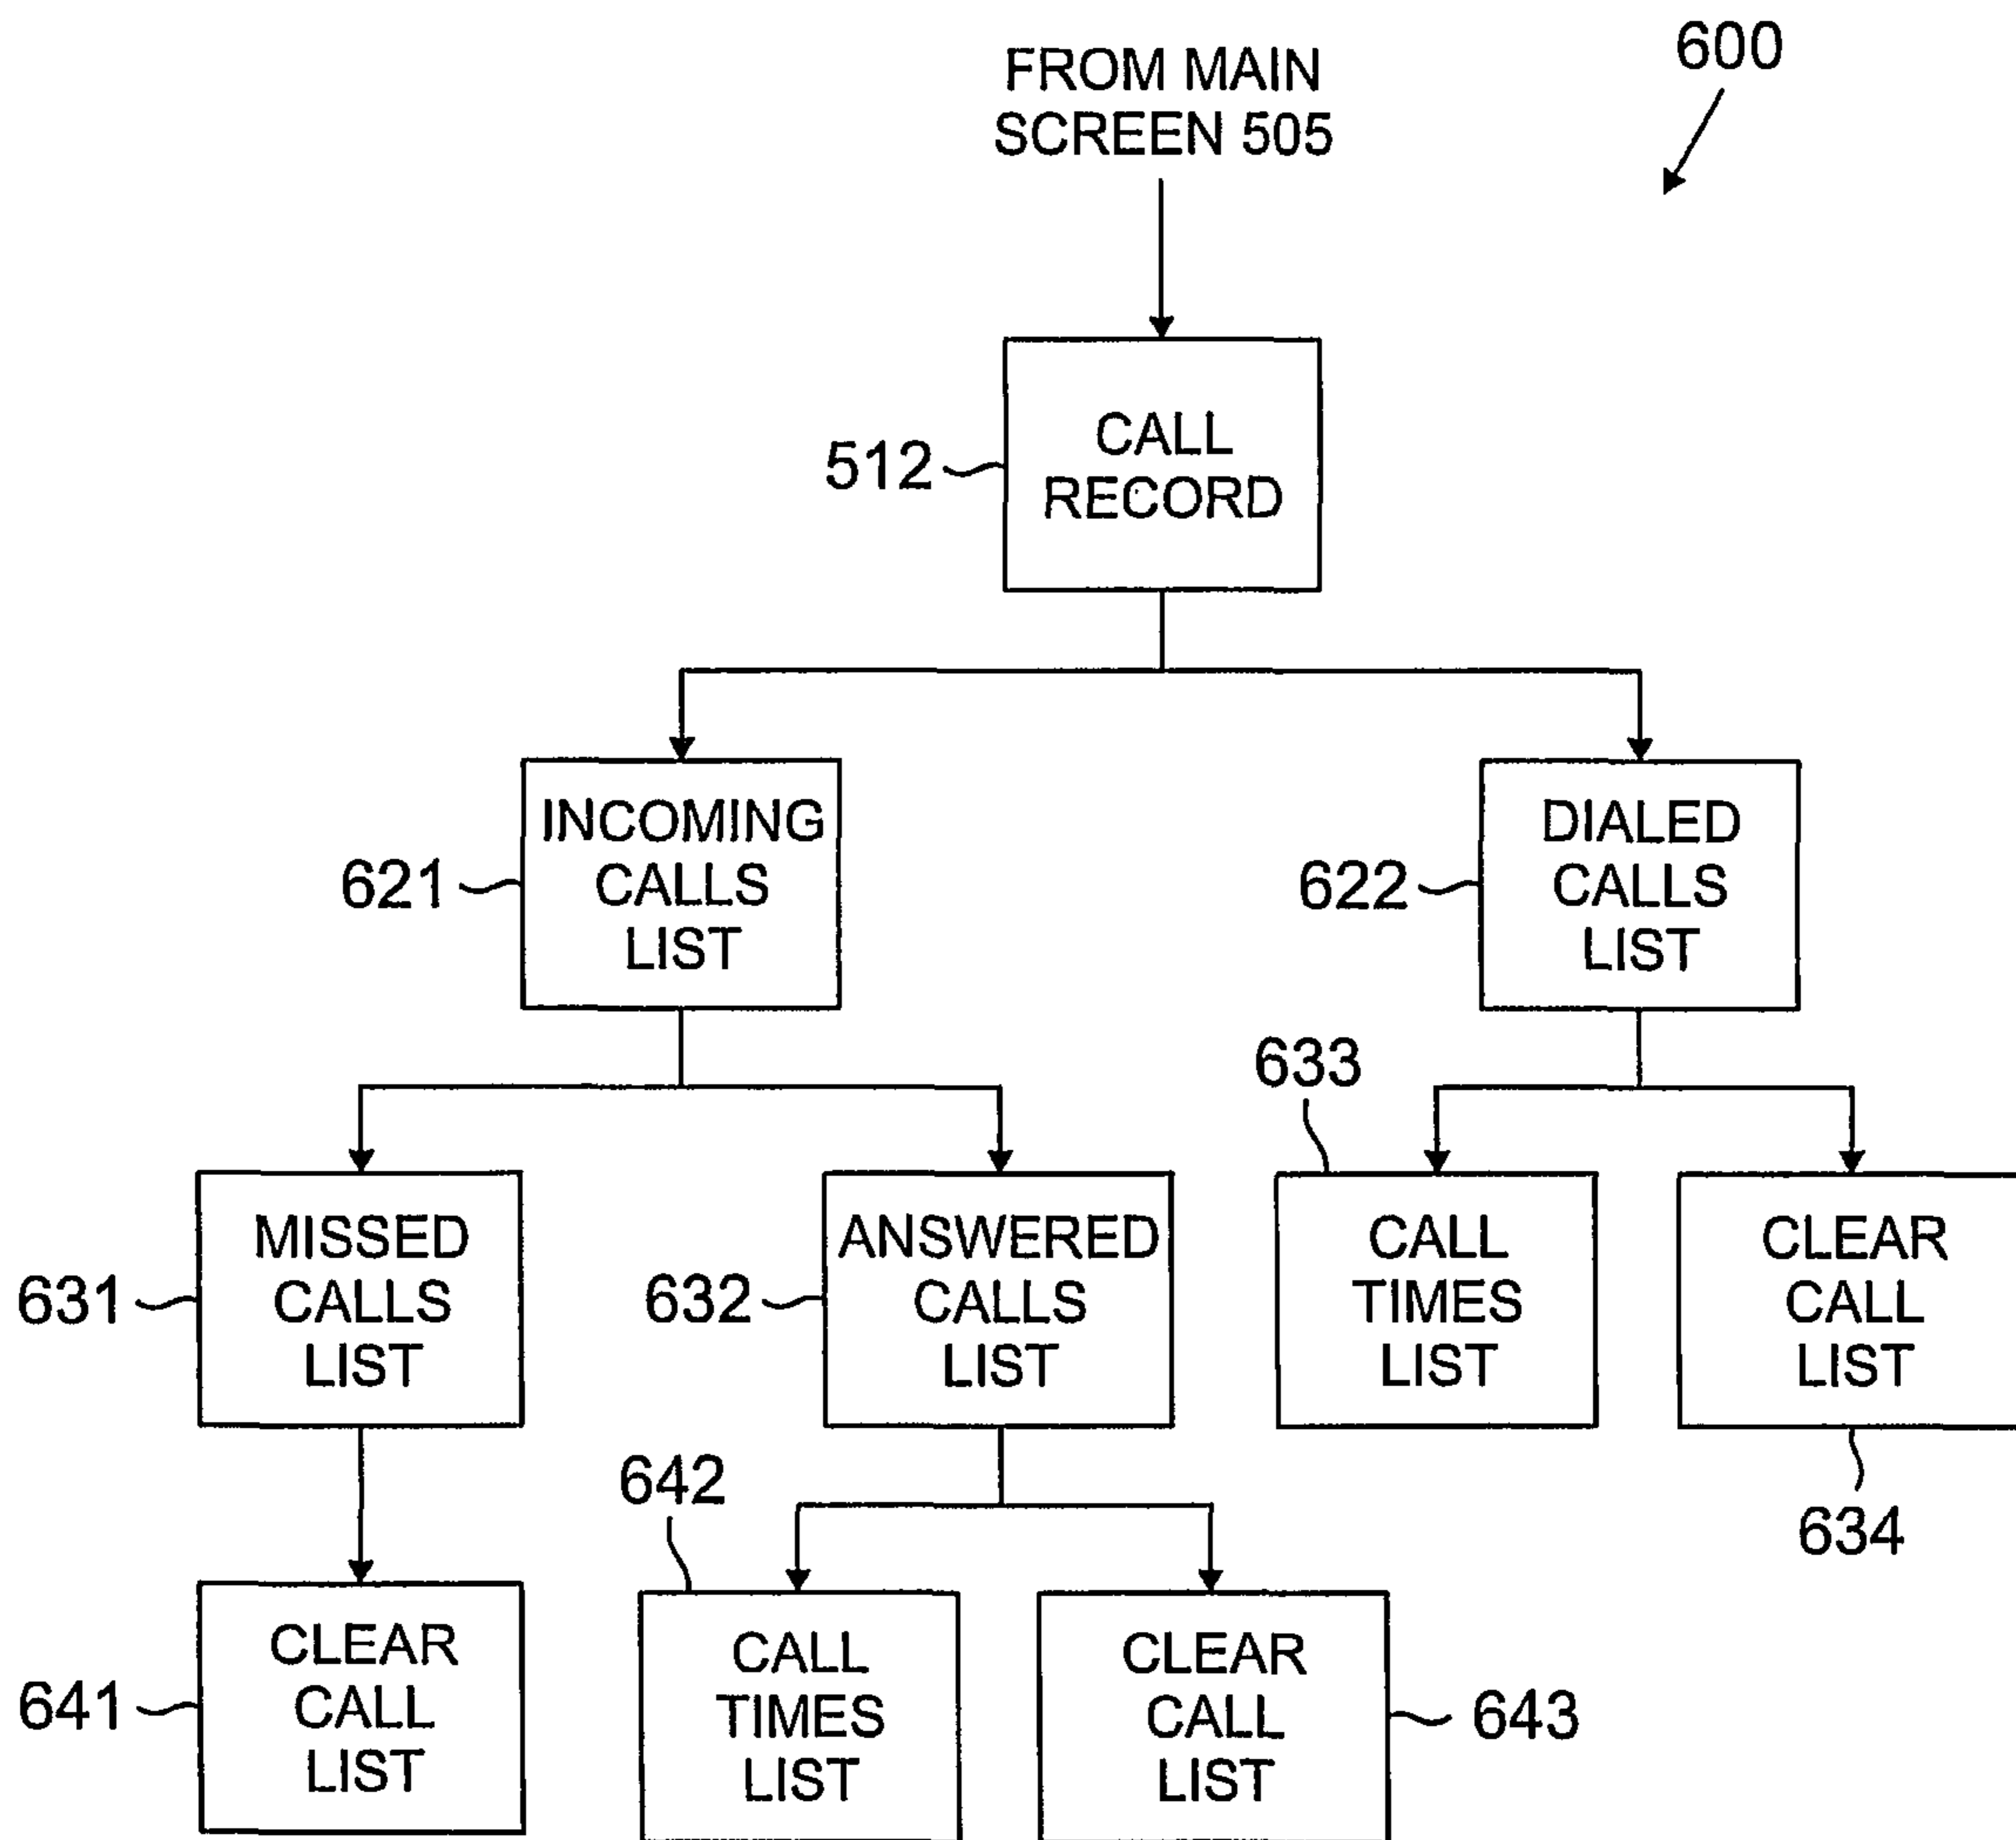 600
FROM MAIN
SCREEN 505
512
CALL
RECORD
621
INCOMING
CALLS
LIST
622
DIALED
CALLS
LIST
631
MISSED
CALLS
LIST
632
ANSWERED
CALLS
LIST
633
CALL
TIMES
LIST
CLEAR
CALL
LIST
634
641
CLEAR
CALL
LIST
642
CALL
TIMES
LIST
CLEAR
CALL
LIST
643